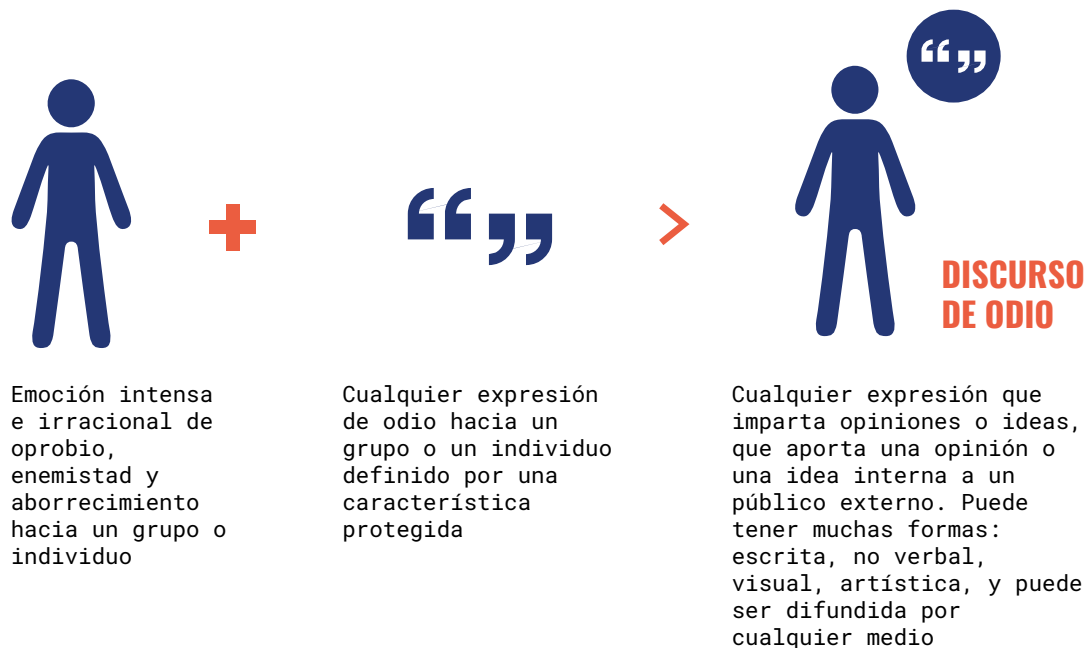 DISCURSO
DE ODIO
Emoción intensa
e irracional de
oprobio,
enemistad y
aborrecimiento
hacia un grupo o
individuo
Cualquier expresión
de odio hacia un
grupo o un individuo
definido por una
característica
protegida
Cualquier expresión que
imparta opiniones o ideas,
que aporta una opinión o
una idea interna a un
público externo. Puede
tener muchas formas:
escrita, no verbal,
visual, artística, y puede
ser difundida por
cualquier medio